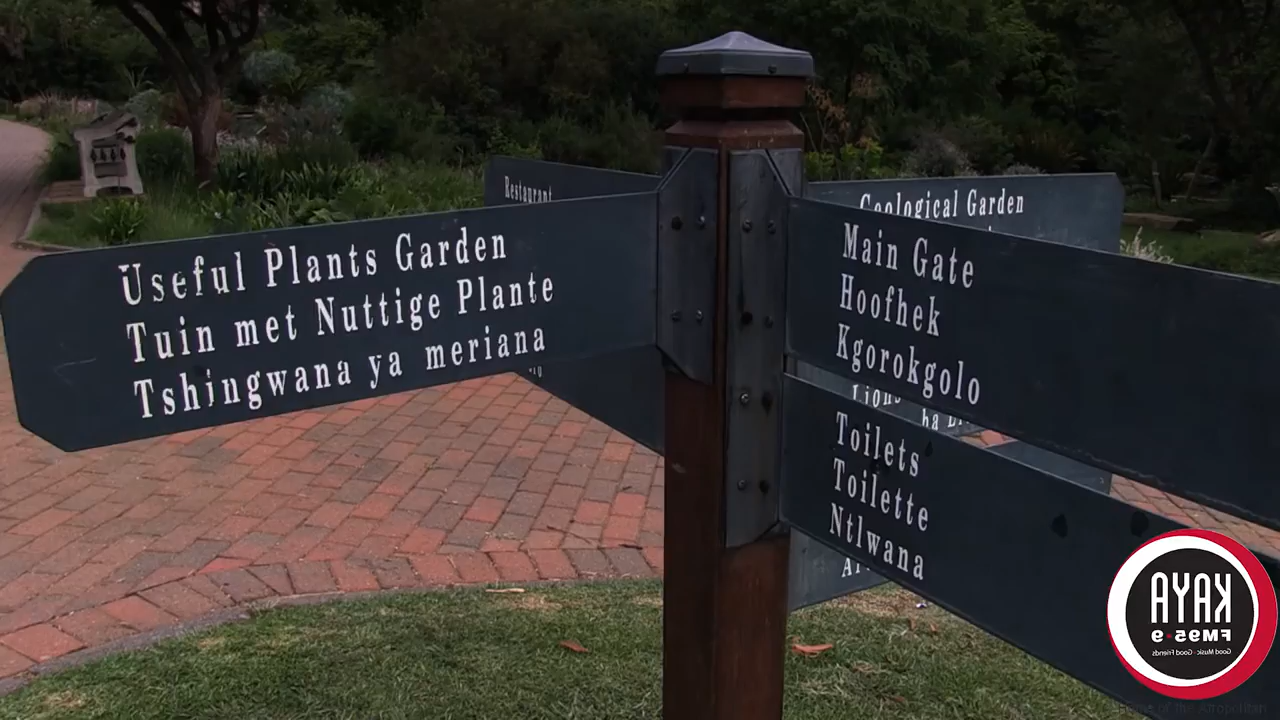 Restaurant
Useful Plants Garden
Tuin met Nuttige Plante
Tshingwana ya meriana
Geological Garden
Main Gate
Hoofhek
Kgorokgolo
Toilets
Toilette
Ntlwana
KAYA
FM95•9
Good Music · Good Friends